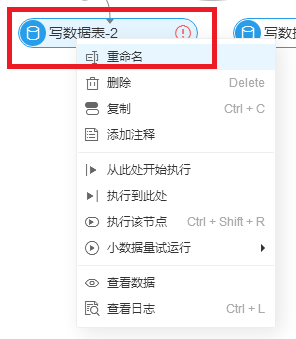 写数据表-2
写数
重命名
删除 Delete
复制 Ctrl + C
添加注释
从此处开始执行
执行到此处
执行该节点 Ctrl + Shift + R
小数据量试运行
查看数据
查看日志 Ctrl + L